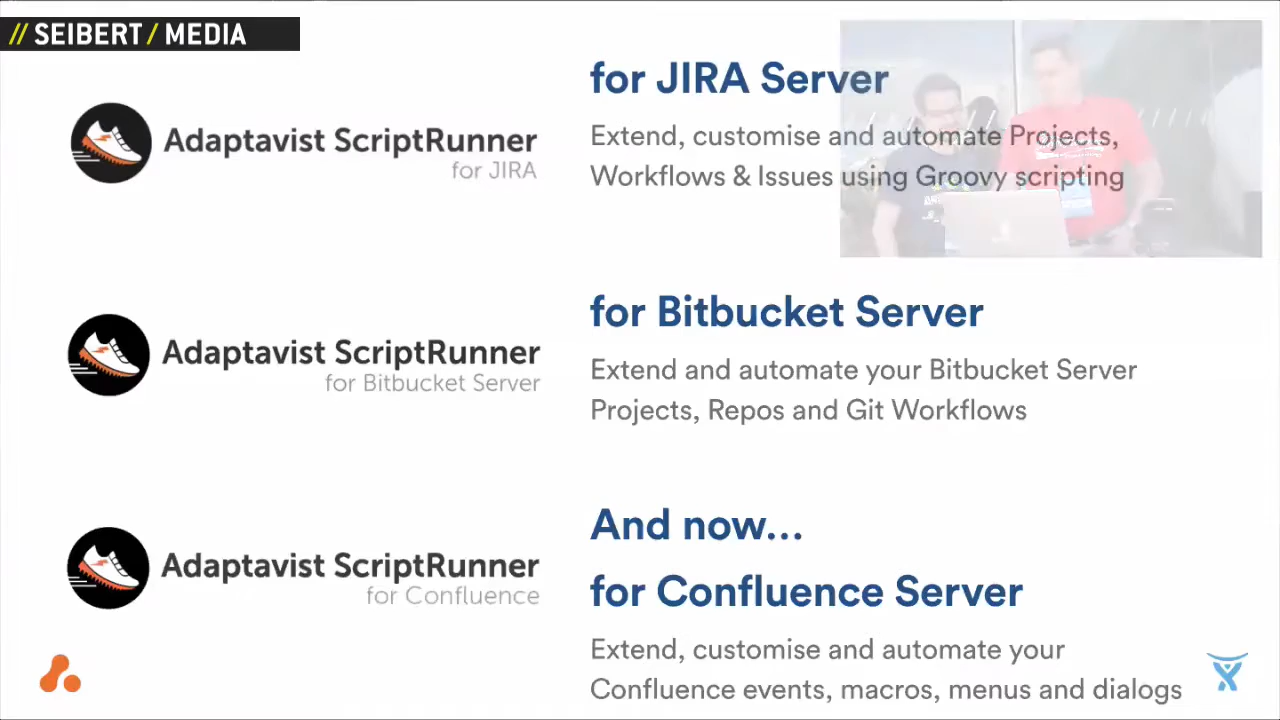 // SEIBERT / MEDIA
Adaptavist ScriptRunner
for JIRA
for JIRA Server
Extend, customise and automate Projects,
Workflows & Issues using Groovy scripting
Adaptavist ScriptRunner
for Bitbucket Server
for Bitbucket Server
Extend and automate your Bitbucket Server
Projects, Repos and Git Workflows
Adaptavist ScriptRunner
for Confluence
And now...
for Confluence Server
Extend, customise and automate your
Confluence events, macros, menus and dialogs